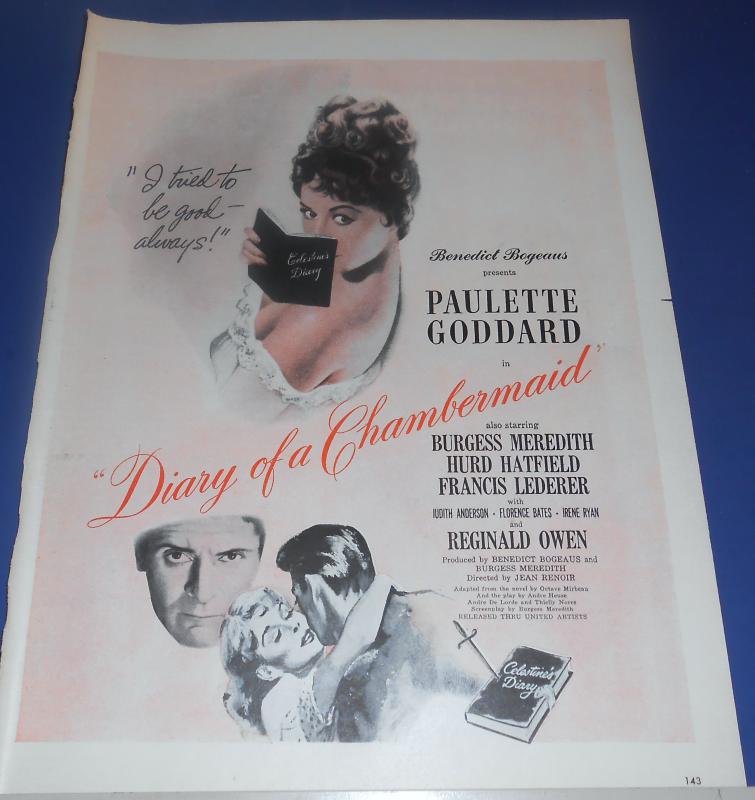 "I tried to
be good—
always!"
Celestine's
Diary
Benedict Bogeaus
presents
PAULETTE
GODDARD
in
"Diary of a Chambermaid"
also starring
BURGESS MEREDITH
HURD HATFIELD
FRANCIS LEDERER
with
JUDITH ANDERSON • FLORENCE BATES • IRENE RYAN
and
REGINALD OWEN
Produced by BENEDICT BOGEAUS and
BURGESS MEREDITH
Directed by JEAN RENOIR
Adapted from the novel by Octave Mirbeau
And the play by Andre Heuse
Andre De Lorde and Thielly Nores
Screenplay by Burgess Meredith
RELEASED THRU UNITED ARTISTS
Celestine's
Diary
143